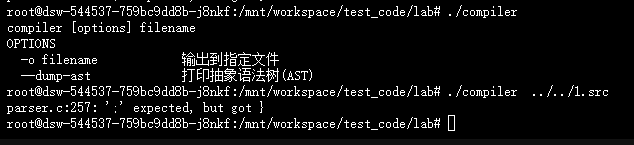 root@dsw-544537-759bc9dd8b-j8nkf:/mnt/workspace/test_code/lab# ./compiler
compiler [options] filename
OPTIONS
  -o filename          输出到指定文件
  --dump-ast           打印抽象语法树(AST)
root@dsw-544537-759bc9dd8b-j8nkf:/mnt/workspace/test_code/lab# ./compiler  ../../1.src
parser.c:257: ';' expected, but got }
root@dsw-544537-759bc9dd8b-j8nkf:/mnt/workspace/test_code/lab#